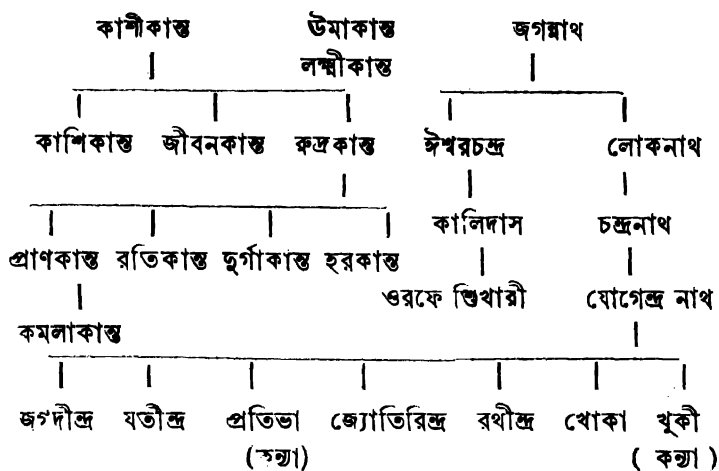 কাশীকান্ত উমাকান্ত জগন্নাথ
লক্ষ্মীকান্ত
কাশিকান্ত জীবনকান্ত রুদ্রকান্ত ঈশ্বরচন্দ্র লোকনাথ
কালিদাস চন্দ্রনাথ
প্রাণকান্ত রতিকান্ত দুর্গাকান্ত হরকান্ত
ওরফে শিখারী যোগেন্দ্র নাথ
কমলাকান্ত
জগদীন্দ্র যতীন্দ্র প্রতিভা জ্যোতিরিন্দ্র রথীন্দ্র খোকা খুকী
(কন্যা) ( কন্যা )